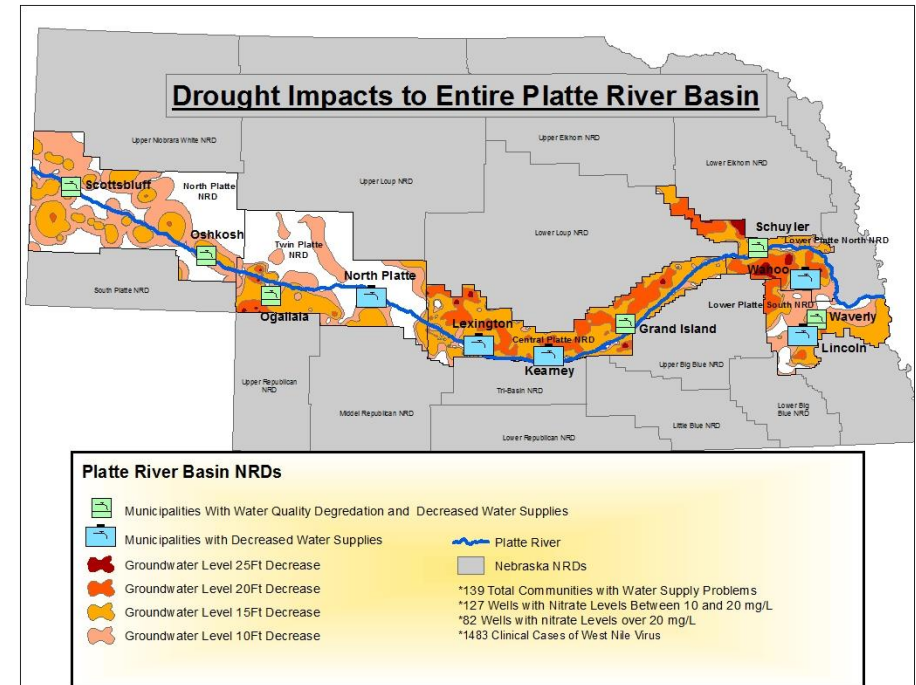 Drought Impacts to Entire Platte River Basin
Upper Niobrara White NRD
Upper Elkhorn NRD
Lower Elkhorn NRD
Scottsbluff
North Platte
NRD
Upper Loup NRD
Oshkosh
Twin Platte
NRD
Lower Loup NRD
Schuyler
Lower Platte North NRD
North Platte
Wahoo
South Platte NRD
Lower Platte South NRD
Ogallala
Lexington
Waverly
Central Platte NRD
Grand Island
Lincoln
Kearney
Upper Big Blue NRD
Upper Republican
NRD
Tri-Basin NRD
Middel Republican NRD
Lower Big
Blue NRD
Little Blue NRD
Lower Republican NRD
Platte River Basin NRDs
Municipalities With Water Quality Degredation and Decreased Water Supplies
Municipalities with Decreased Water Supplies
Groundwater Level 25Ft Decrease
Groundwater Level 20Ft Decrease
Groundwater Level 15Ft Decrease
Groundwater Level 10Ft Decrease
Platte River
Nebraska NRDs
*139 Total Communities with Water Supply Problems
*127 Wells with Nitrate Levels Between 10 and 20 mg/L
*82 Wells with nitrate Levels over 20 mg/L
*1483 Clinical Cases of West Nile Virus